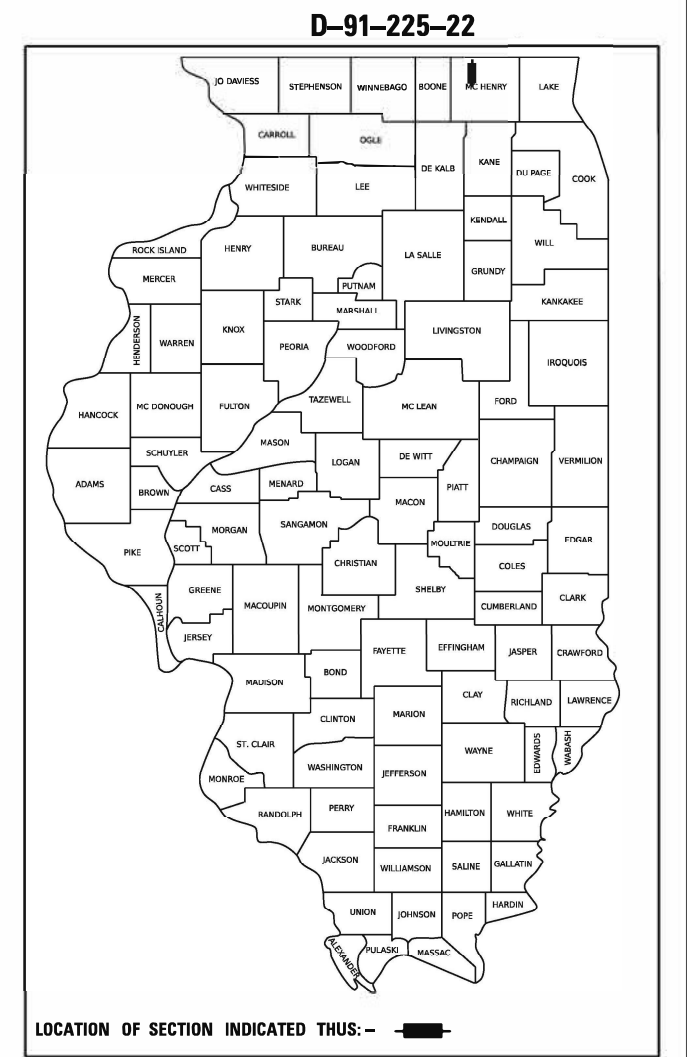 D–91–225–22
JO DAVIESS
STEPHENSON
WINNEBAGO
BOONE
MC HENRY
LAKE
CARROLL
OGLE
DE KALB
KANE
DU PAGE
COOK
WHITESIDE
LEE
KENDALL
WILL
ROCK ISLAND
HENRY
BUREAU
LA SALLE
GRUNDY
MERCER
PUTNAM
KANKAKEE
STARK
MARSHALL
HENDERSON
WARREN
KNOX
PEORIA
WOODFORD
LIVINGSTON
IROQUOIS
HANCOCK
MC DONOUGH
FULTON
TAZEWELL
MC LEAN
FORD
SCHUYLER
MASON
LOGAN
DE WITT
CHAMPAIGN
VERMILION
ADAMS
BROWN
CASS
MENARD
MACON
PIATT
MORGAN
SANGAMON
DOUGLAS
PIKE
SCOTT
CHRISTIAN
MOULTRIE
COLES
EDGAR
CALHOUN
GREENE
MACOUPIN
MONTGOMERY
SHELBY
CUMBERLAND
CLARK
JERSEY
FAYETTE
EFFINGHAM
JASPER
CRAWFORD
MADISON
BOND
CLAY
RICHLAND
LAWRENCE
CLINTON
MARION
ST. CLAIR
WAYNE
EDWARDS
WABASH
MONROE
WASHINGTON
JEFFERSON
RANDOLPH
PERRY
HAMILTON
WHITE
FRANKLIN
JACKSON
WILLIAMSON
SALINE
GALLATIN
UNION
JOHNSON
POPE
HARDIN
ALEXANDER
PULASKI
MASSAC
LOCATION OF SECTION INDICATED THUS: –